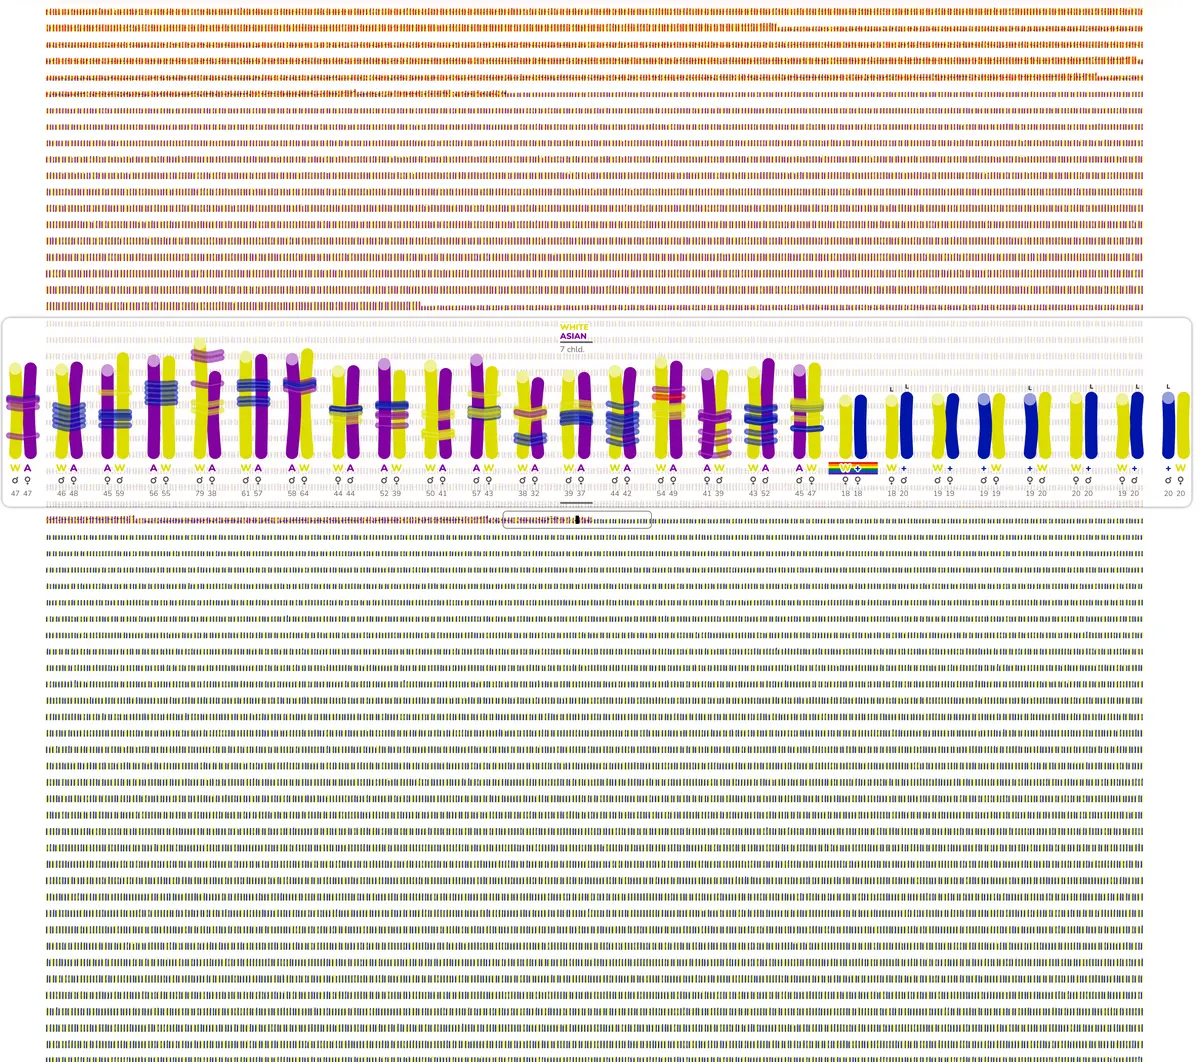 WHITE
ASIAN
7 chld.
L L L L L L
W A W A A W A W W A W A A W W A A W W A A W W A W A W A W A A W W A A W W + W + W + + W + W W + W + + W
♂ ♀ ♂ ♀ ♀ ♂ ♀ ♀ ♂ ♀ ♀ ♀ ♀ ♂ ♂ ♀ ♀ ♂ ♂ ♀ ♀ ♀ ♂ ♀ ♂ ♀ ♂ ♀ ♂ ♀ ♀ ♂ ♀ ♂ ♀ ♂ ♀ ♀ ♀ ♂ ♂ ♀ ♂ ♀ ♀ ♂ ♀ ♂ ♀ ♂ ♂ ♀
47 47 46 48 45 59 56 55 79 38 61 57 58 64 44 44 52 39 50 41 57 43 38 32 39 37 44 42 54 49 41 39 43 52 45 47 18 18 18 20 19 19 19 19 19 20 20 20 19 20 20 20